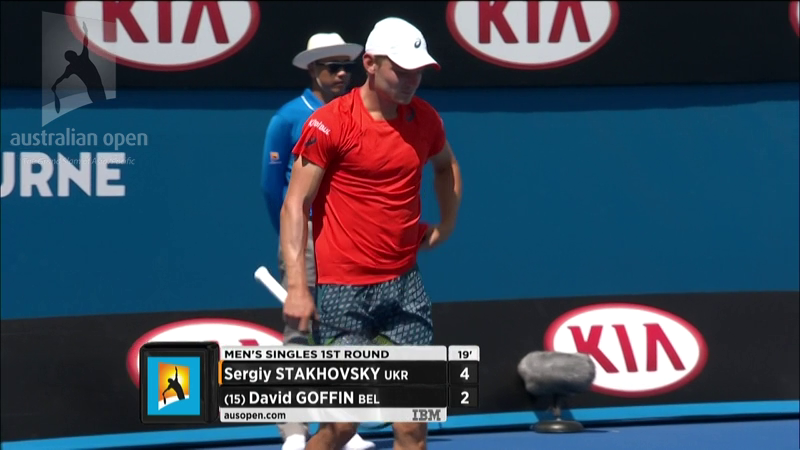 australian open
KIA
KIA
URNE
KIA
KIA
MEN'S SINGLES 1ST ROUND 19'
Sergiy STAKHOVSKY UKR 4
(15) David GOFFIN BEL 2
ausopen.com IBM